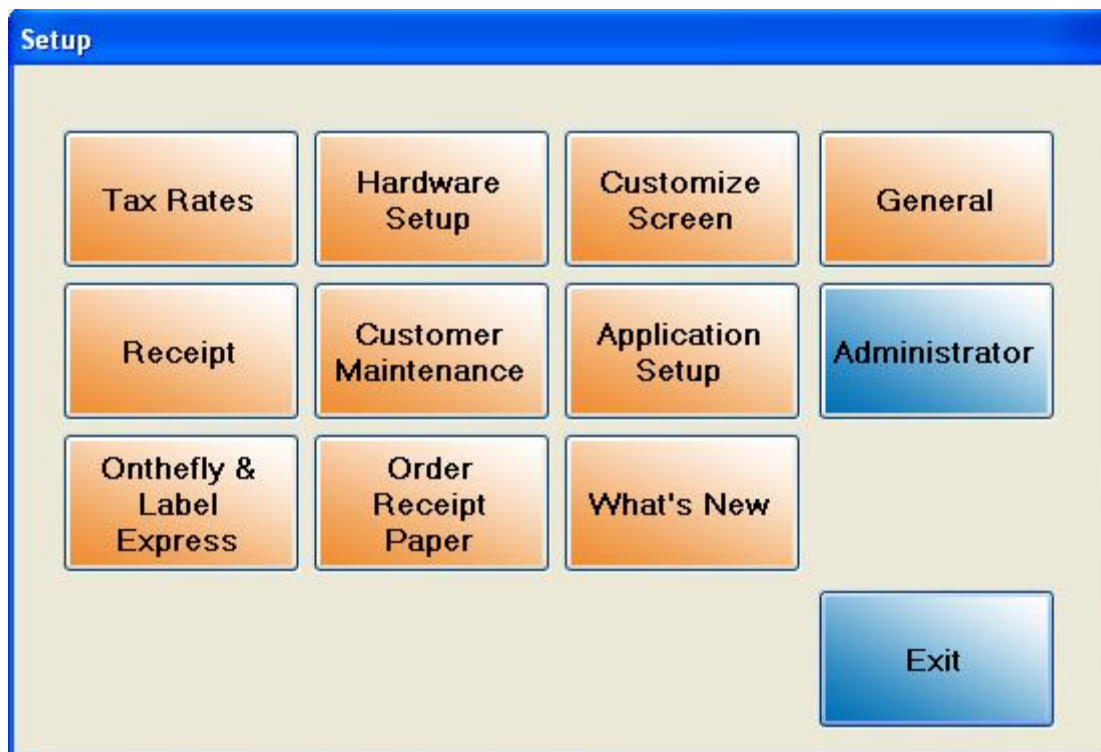 Setup
Tax Rates
Hardware
Setup
Customize
Screen
General
Receipt
Customer
Maintenance
Application
Setup
Administrator
Onthefly &
Label
Express
Order
Receipt
Paper
What's New
Exit